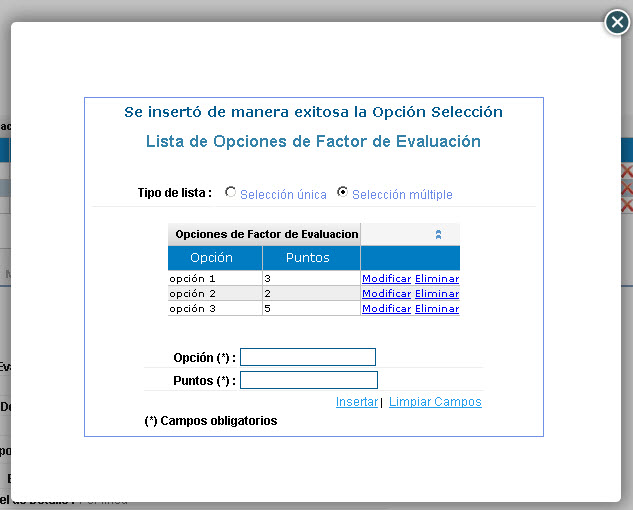 Se insertó de manera exitosa la Opción Selección
Lista de Opciones de Factor de Evaluación
Tipo de lista : Selección única Selección múltiple
Opciones de Factor de Evaluacion
Opción Puntos
opción 1 3 Modificar Eliminar
opción 2 2 Modificar Eliminar
opción 3 5 Modificar Eliminar
Opción (*) :
Puntos (*) :
Insertar | Limpiar Campos
(*) Campos obligatorios